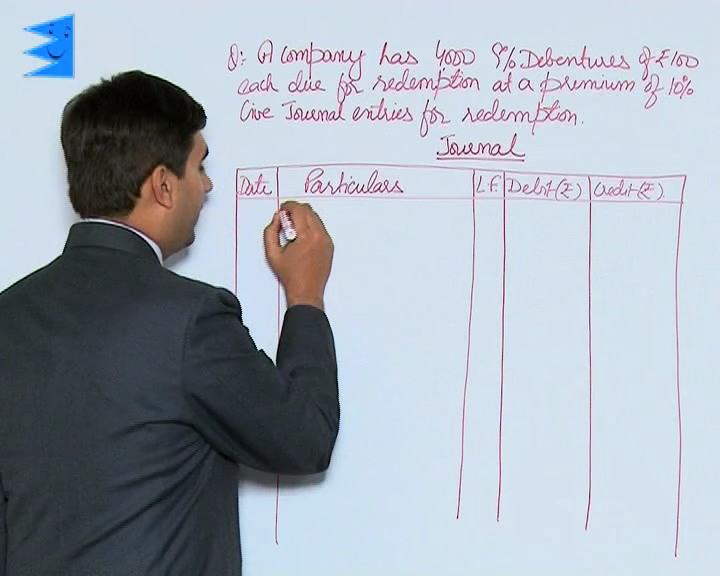 Q: A company has 4000 9% Debentures of ₹100
each due for redemption at a premium of 10%
Give Journal entries for redemption.
Journal
Date Particulars L.F. Debit(₹) Credit(₹).